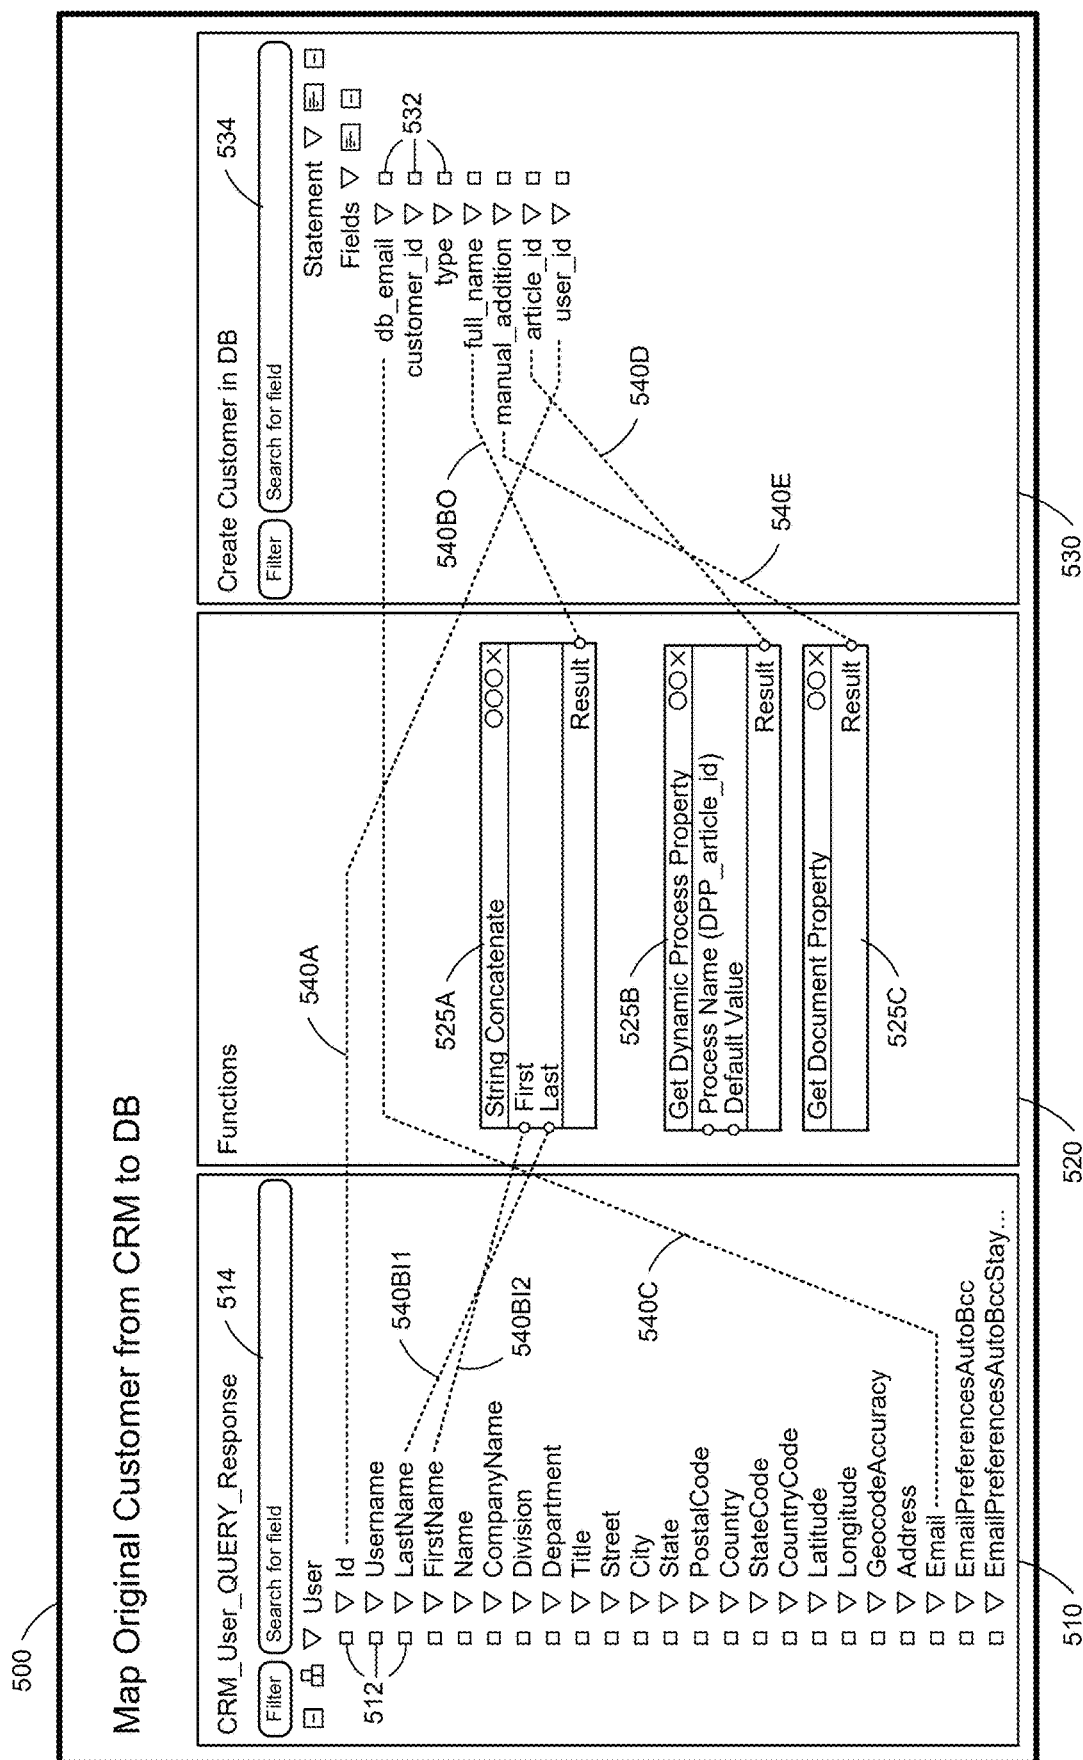 500
Map Original Customer from CRM to DB
CRM_User_QUERY_Response
514
Filter
Search for field
User
Id
Username
LastName
FirstName
Name
CompanyName
Division
Department
Title
Street
City
State
PostalCode
Country
StateCode
CountryCode
Latitude
Longitude
GeocodeAccuracy
Address
Email
EmailPreferencesAutoBcc
EmailPreferencesAutoBccStay...
512
540BI1
540BI2
540C
510
Functions
540A
525A
String Concatenate
First
Last
Result
525B
Get Dynamic Process Property
Process Name (DPP_article_id)
Default Value
Result
Get Document Property
Result
525C
520
Create Customer in DB
534
Filter
Search for field
Statement
Fields
db_email
customer_id
type
full_name
manual_addition
article_id
user_id
532
540BO
540D
540E
530